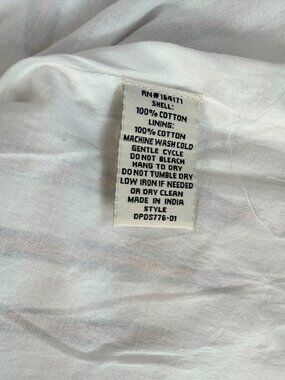 RN# 164171
SHELL:
100% COTTON
LINING:
100% COTTON
MACHINE WASH COLD
GENTLE CYCLE
DO NOT BLEACH
HANG TO DRY
DO NOT TUMBLE DRY
LOW IRON IF NEEDED
OR DRY CLEAN
MADE IN INDIA
STYLE
DPDS776-01